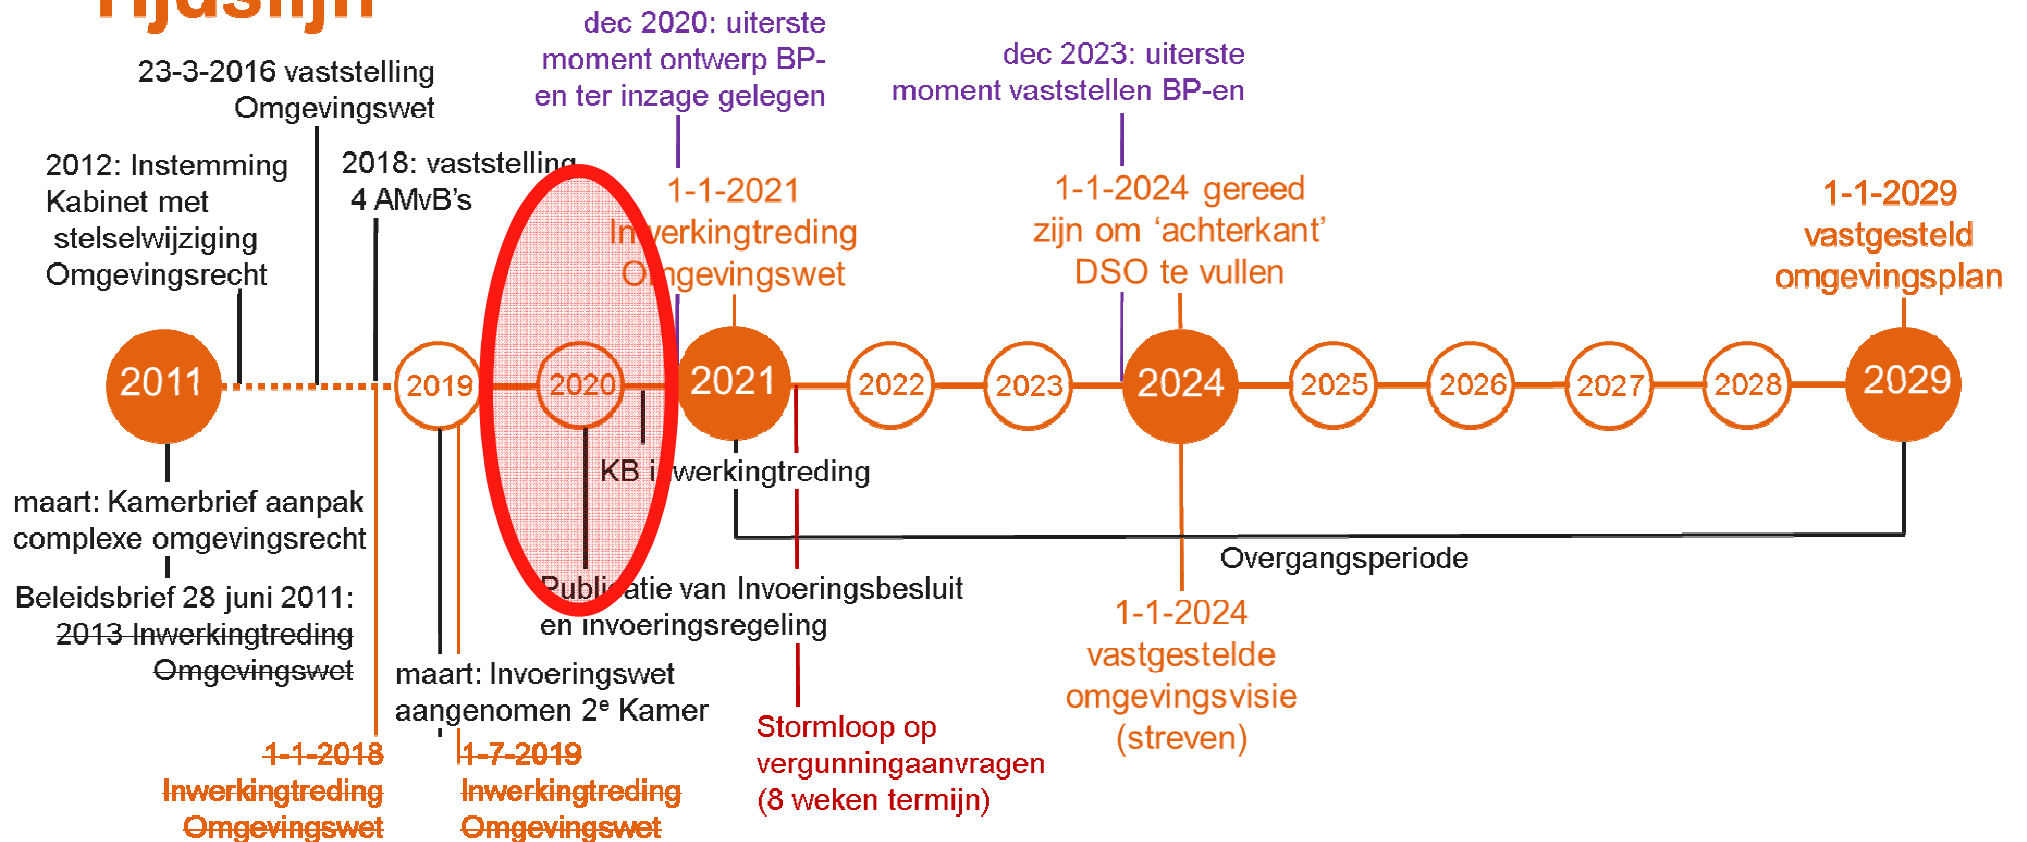 Tijdslijn
23-3-2016 vaststelling
Omgevingswet
2012: Instemming
Kabinet met
stelselwijziging
Omgevingsrecht
2018: vaststelling
4 AMvB's
dec 2020: uiterste
moment ontwerp BP-
en ter inzage gelegen
1-1-2021
Inwerkingtreding
Omgevingswet
dec 2023: uiterste
moment vaststellen BP-en
1-1-2024 gereed
zijn om ‘achterkant’
DSO te vullen
1-1-2029
vastgesteld
omgevingsplan
2011
2019
2020
2021
2022
2023
2024
2025
2026
2027
2028
2029
maart: Kamerbrief aanpak
complexe omgevingsrecht
Beleidsbrief 28 juni 2011:
2013 Inwerkingtreding
Omgevingswet
1-1-2018
Inwerkingtreding
Omgevingswet
maart: Invoeringswet
aangenomen 2e Kamer
1-7-2019
Inwerkingtreding
Omgevingswet
KB inwerkingtreding
Publicatie van Invoeringsbesluit
en Invoeringsregeling
Stormloop op
vergunningaanvragen
(8 weken termijn)
Overgangsperiode
1-1-2024
vastgestelde
omgevingsvisie
(streven)